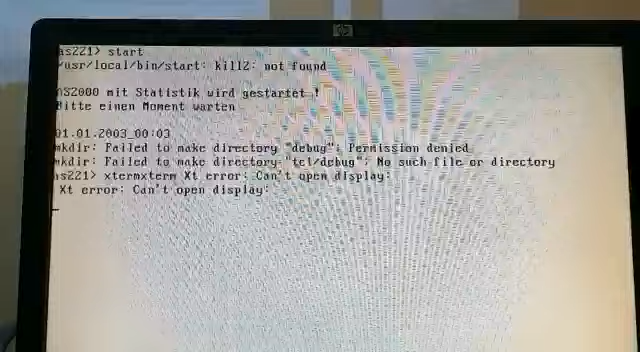 hp
as221> start
/usr/local/bin/start: kill2: not found
AS2000 mit Statistik wird gestartet !
Bitte einen Moment warten
01.01.2003 00:03
mkdir: Failed to make directory "debug"; Permission denied
mkdir: Failed to make directory "tcl/debug"; No such file or directory
as221> xtermxterm Xt error: Can't open display:
Xt error: Can't open display: